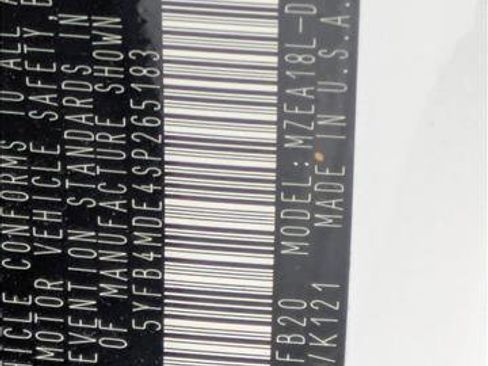 TICLE CONFORMS TO ALL
MOTOR VEHICLE SAFETY,
EVENTION STANDARDS IN
OF MANUFACTURE SHOWN
5YFB4MDE4SP265183
FB20 MODEL: MZEA18L-D
/K121 MADE IN U.S.A.